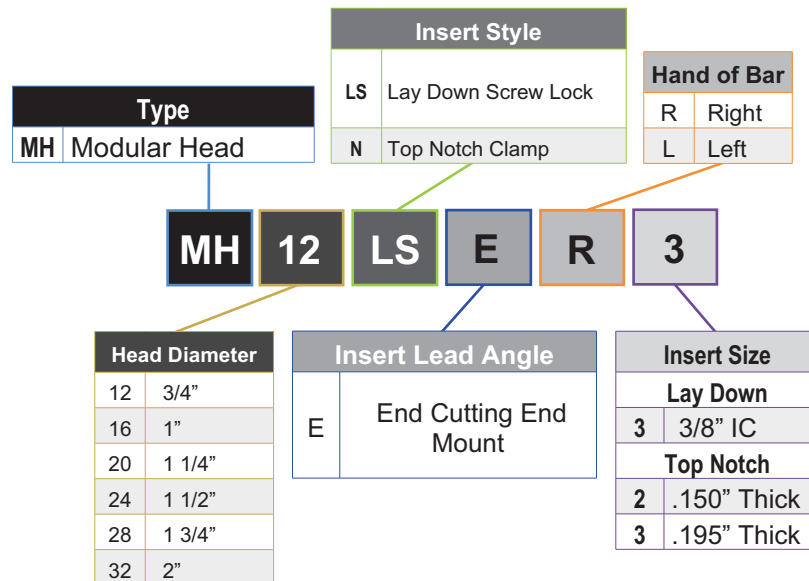 Insert Style
LS Lay Down Screw Lock
N Top Notch Clamp
Hand of Bar
R Right
L Left
Type
MH Modular Head
MH 12 LS E R 3
Head Diameter
12 3/4”
16 1”
20 1 1/4”
24 1 1/2”
28 1 3/4”
32 2”
Insert Lead Angle
E End Cutting End
Mount
Insert Size
Lay Down
3 3/8” IC
Top Notch
2 .150” Thick
3 .195” Thick